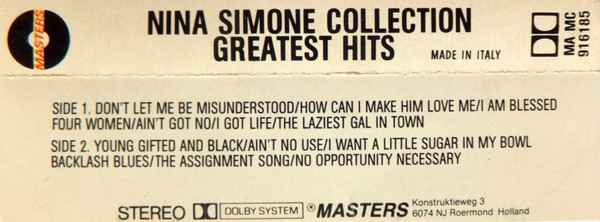 MASTERS
NINA SIMONE COLLECTION
GREATEST HITS
MADE IN ITALY
MA MC
916185
SIDE 1. DON'T LET ME BE MISUNDERSTOOD/HOW CAN I MAKE HIM LOVE ME/I AM BLESSED
FOUR WOMEN/AIN'T GOT NO/I GOT LIFE/THE LAZIEST GAL IN TOWN
SIDE 2. YOUNG GIFTED AND BLACK/AIN'T NO USE/I WANT A LITTLE SUGAR IN MY BOWL
BACKLASH BLUES/THE ASSIGNMENT SONG/NO OPPORTUNITY NECESSARY
STEREO DOLBY SYSTEM ® MASTERS Konstruktieweg 3
6074 NJ Roermond Holland